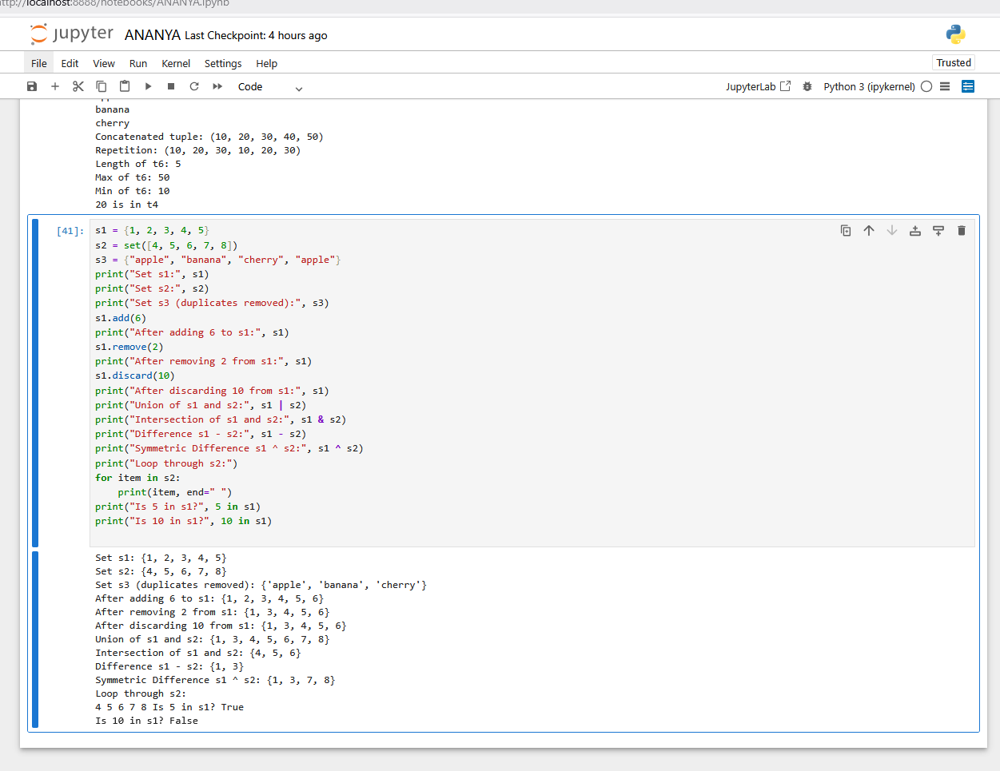 http://localhost:8888/notebooks/ANANYA.ipynb
jupyter ANANYA Last Checkpoint: 4 hours ago
File Edit View Run Kernel Settings Help Trusted
Code JupyterLab Python 3 (ipykernel)
banana
cherry
Concatenated tuple: (10, 20, 30, 40, 50)
Repetition: (10, 20, 30, 10, 20, 30)
Length of t6: 5
Max of t6: 50
Min of t6: 10
20 is in t4
[41]: s1 = {1, 2, 3, 4, 5}
s2 = set([4, 5, 6, 7, 8])
s3 = {"apple", "banana", "cherry", "apple"}
print("Set s1:", s1)
print("Set s2:", s2)
print("Set s3 (duplicates removed):", s3)
s1.add(6)
print("After adding 6 to s1:", s1)
s1.remove(2)
print("After removing 2 from s1:", s1)
s1.discard(10)
print("After discarding 10 from s1:", s1)
print("Union of s1 and s2:", s1 | s2)
print("Intersection of s1 and s2:", s1 & s2)
print("Difference s1 - s2:", s1 - s2)
print("Symmetric Difference s1 ^ s2:", s1 ^ s2)
print("Loop through s2:")
for item in s2:
    print(item, end=" ")
print("Is 5 in s1?", 5 in s1)
print("Is 10 in s1?", 10 in s1)
Set s1: {1, 2, 3, 4, 5}
Set s2: {4, 5, 6, 7, 8}
Set s3 (duplicates removed): {'apple', 'banana', 'cherry'}
After adding 6 to s1: {1, 2, 3, 4, 5, 6}
After removing 2 from s1: {1, 3, 4, 5, 6}
After discarding 10 from s1: {1, 3, 4, 5, 6}
Union of s1 and s2: {1, 3, 4, 5, 6, 7, 8}
Intersection of s1 and s2: {4, 5, 6}
Difference s1 - s2: {1, 3}
Symmetric Difference s1 ^ s2: {1, 3, 7, 8}
Loop through s2:
4 5 6 7 8 Is 5 in s1? True
Is 10 in s1? False